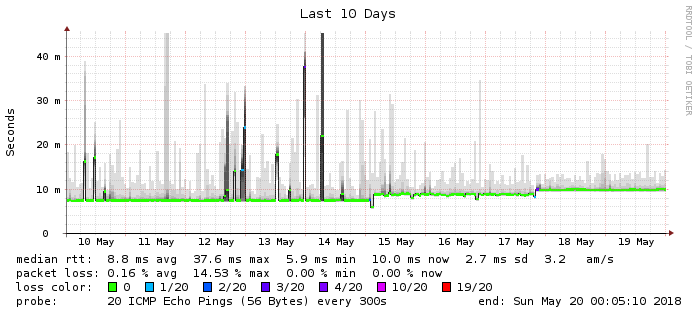 Last 10 Days
RRDTOOL / TOBI OETIKER
Seconds
40 m
30 m
20 m
10 m
0
10 May 11 May 12 May 13 May 14 May 15 May 16 May 17 May 18 May 19 May
median rtt: 8.8 ms avg 37.6 ms max 5.9 ms min 10.0 ms now 2.7 ms sd 3.2 am/s
packet loss: 0.16 % avg 14.53 % max 0.00 % min 0.00 % now
loss color: 0 1/20 2/20 3/20 4/20 10/20 19/20
probe: 20 ICMP Echo Pings (56 Bytes) every 300s end: Sun May 20 00:05:10 2018